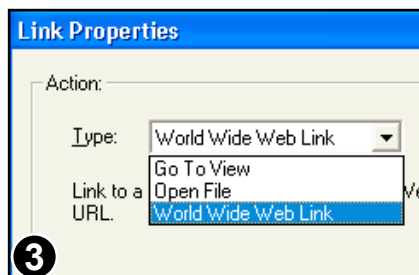 Link Properties
Action:
Type: World Wide Web Link
Go To View
Link to a Open File
URL. World Wide Web Link
3